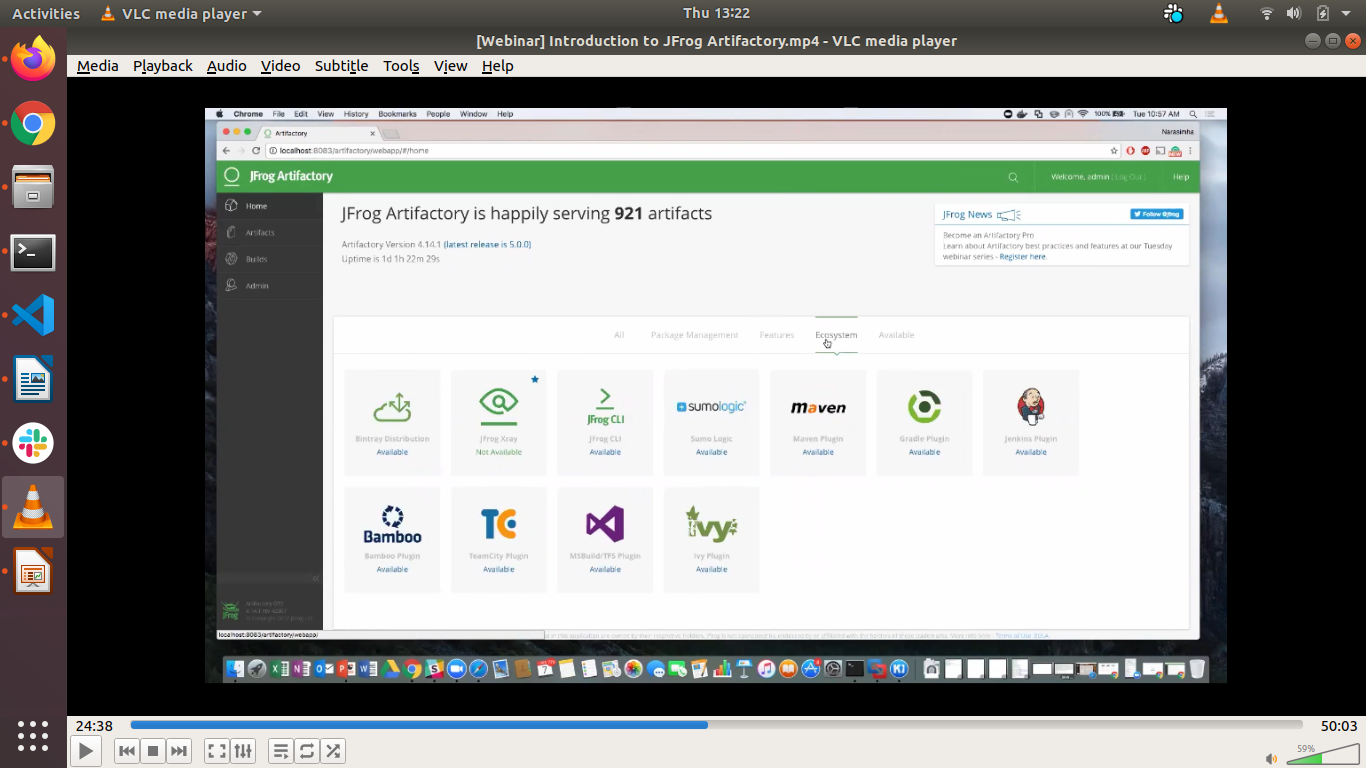 Activities VLC media player Thu 13:22
[Webinar] Introduction to JFrog Artifactory.mp4 - VLC media player
Media Playback Audio Video Subtitle Tools View Help
Chrome File Edit View History Bookmarks People Window Help 100% Tue 10:57 AM
Artifactory Narasimha
localhost:8083/artifactory/webapp/#/home
JFrog Artifactory Welcome, admin (Log Out) Help
Home
Artifacts
Builds
Admin
JFrog Artifactory is happily serving 921 artifacts
Artifactory Version 4.14.1 (latest release is 5.0.0)
Uptime is 1d 1h 22m 29s
JFrog News Follow @jfrog
Become an Artifactory Pro
Learn about Artifactory best practices and features at our Tuesday
webinar series - Register here.
All Package Management Features Ecosystem Available
JFrog CLI sumologic maven
Bintray Distribution JFrog Xray JFrog CLI Sumo Logic Maven Plugin Gradle Plugin Jenkins Plugin
Available Not Available Available Available Available Available Available
Bamboo TC ivy
Bamboo Plugin TeamCity Plugin MSBuild/TFS Plugin Ivy Plugin
Available Available Available Available
JFrog
localhost:8083/artifactory/webapp/
24:38 50:03
59%